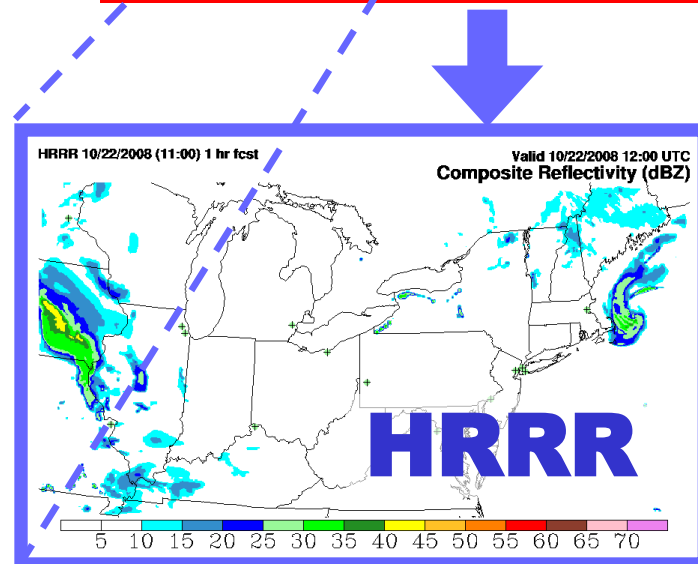 HRRR 10/22/2008 (11:00) 1 hr fcst
Valid 10/22/2008 12:00 UTC
Composite Reflectivity (dBZ)
HRRR
5 10 15 20 25 30 35 40 45 50 55 60 65 70